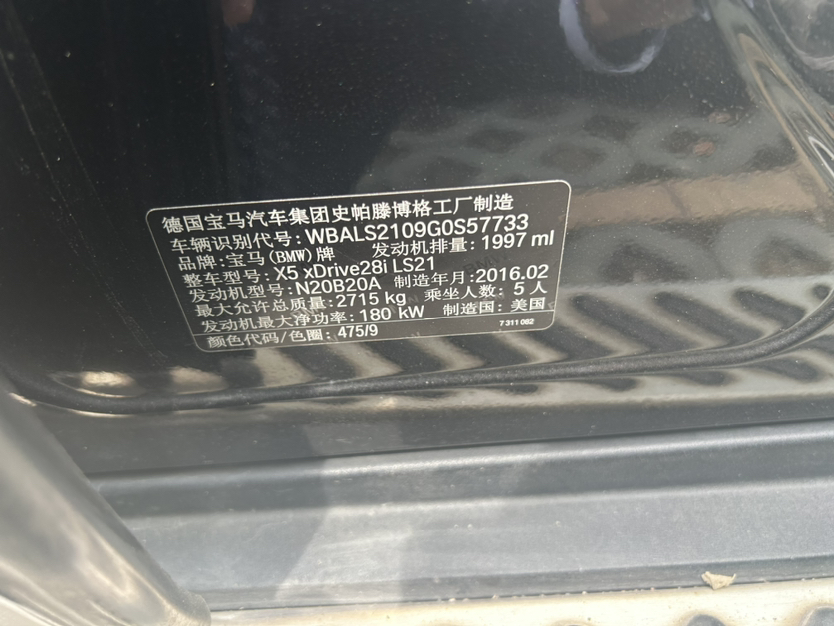 德国宝马汽车集团史帕滕博格工厂制造
车辆识别代号: WBALS2109G0S57733
品牌: 宝马(BMW)牌 发动机排量: 1997 ml
整车型号: X5 xDrive28i LS21
发动机型号: N20B20A 制造年月: 2016.02
最大允许总质量: 2715 kg 乘坐人数: 5 人
发动机最大净功率: 180 kW 制造国: 美国
颜色代码/色圈: 475/9 7 311 082